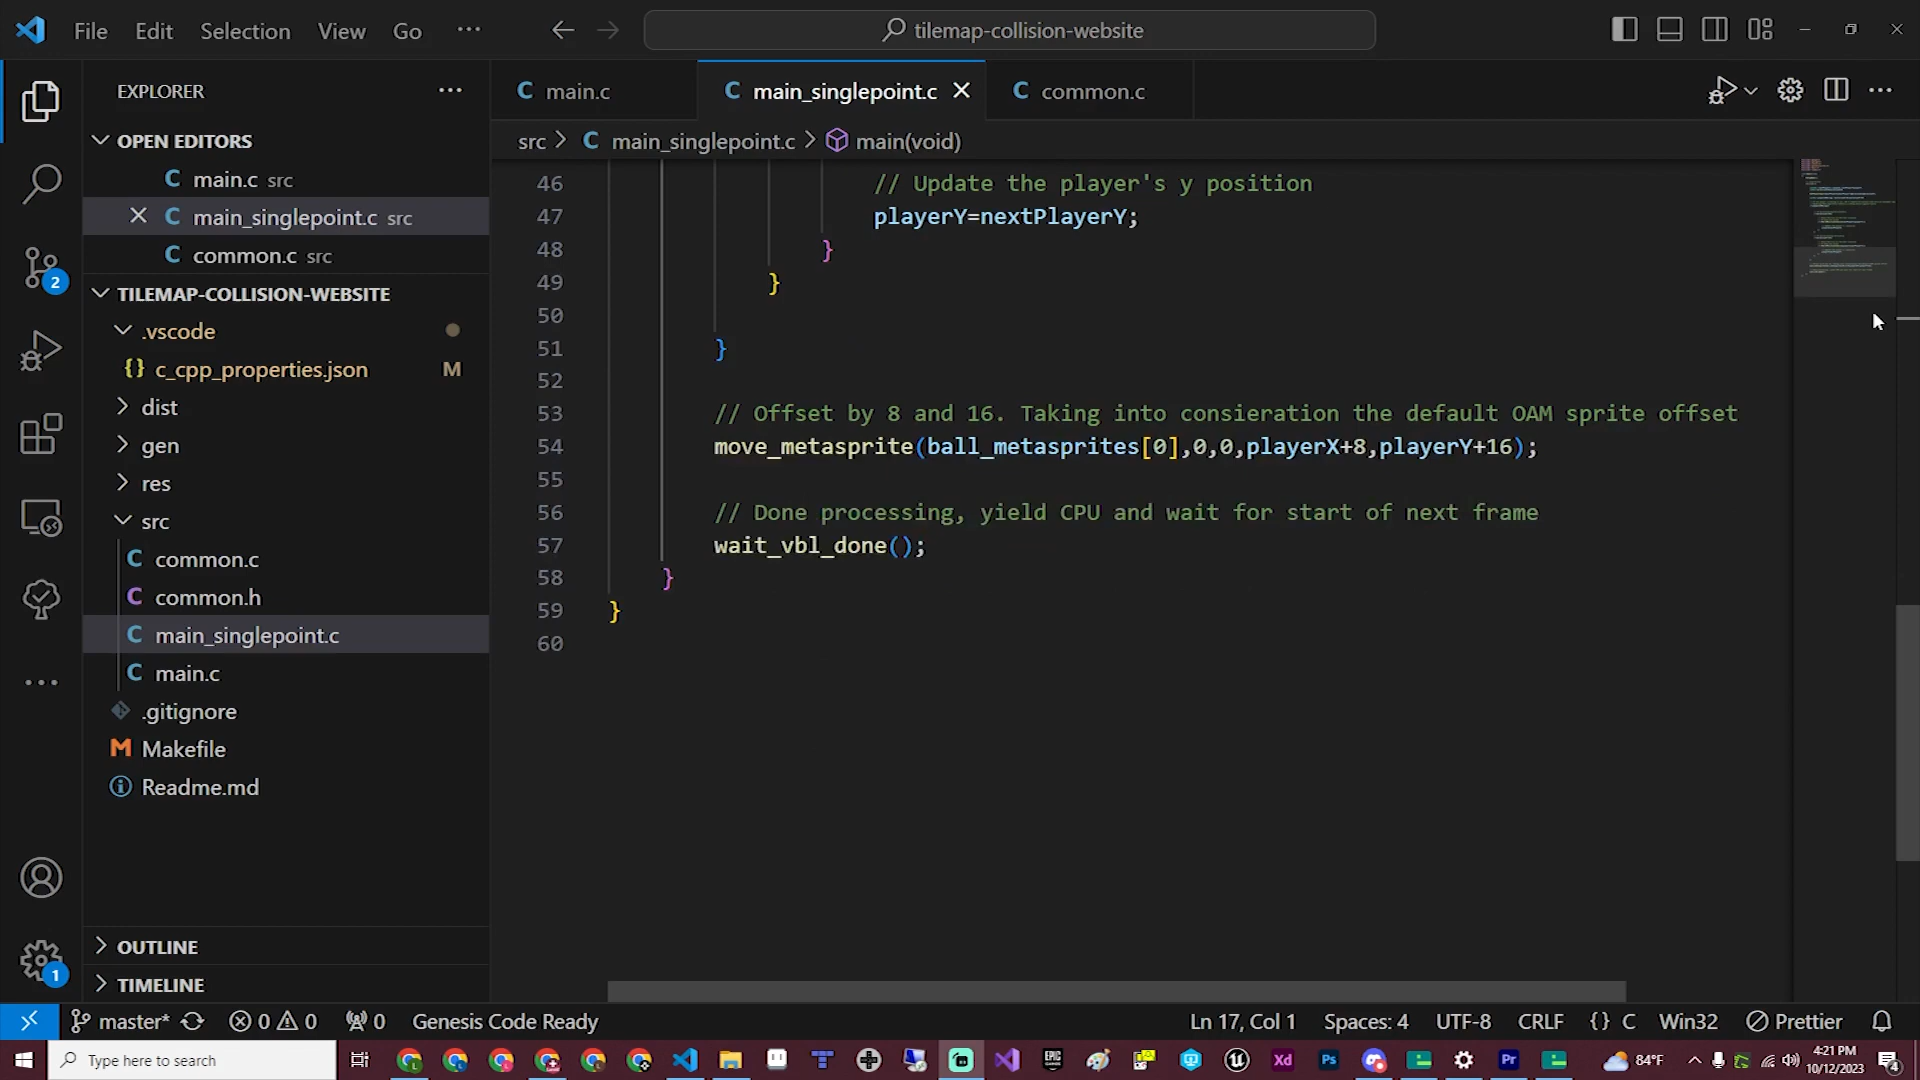 File Edit Selection View Go ··· tilemap-collision-website
EXPLORER
OPEN EDITORS
main.c src
main_singlepoint.c src
common.c src
TILEMAP-COLLISION-WEBSITE
.vscode
{} c_cpp_properties.json M
dist
gen
res
src
C common.c
C common.h
C main_singlepoint.c
C main.c
.gitignore
M Makefile
Readme.md
OUTLINE
TIMELINE
2
1
C main.c C main_singlepoint.c C common.c
src > C main_singlepoint.c > main(void)
46 // Update the player's y position
47 playerY=nextPlayerY;
48 }
49 }
50
51 }
52
53 // Offset by 8 and 16. Taking into consieration the default OAM sprite offset
54 move_metasprite(ball_metasprites[0],0,0,playerX+8,playerY+16);
55
56 // Done processing, yield CPU and wait for start of next frame
57 wait_vbl_done();
58 }
59 }
60
master* 0 0 0 Genesis Code Ready Ln 17, Col 1 Spaces: 4 UTF-8 CRLF {} C Win32 Prettier
Type here to search Xd Ps Pr 84°F 4:21 PM
10/12/2023 4